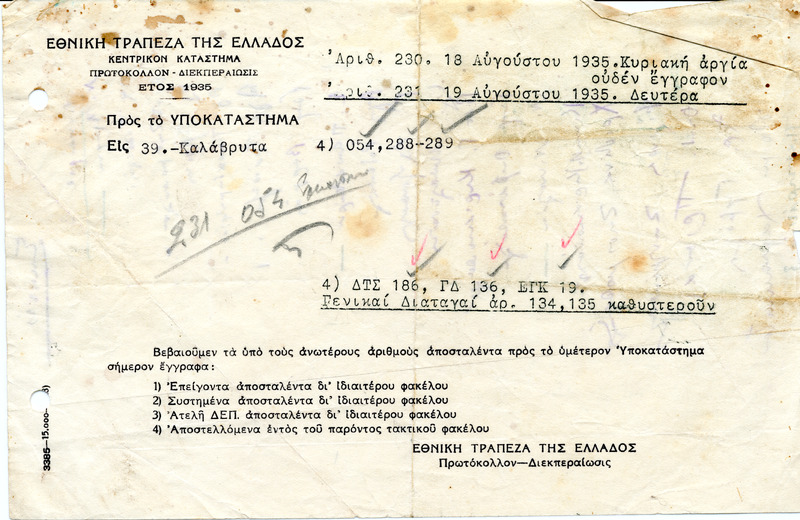 ΕΘΝΙΚΗ ΤΡΑΠΕΖΑ ΤΗΣ ΕΛΛΑΔΟΣ
ΚΕΝΤΡΙΚΟΝ ΚΑΤΑΣΤΗΜΑ
ΠΡΩΤΟΚΟΛΛΟΝ - ΔΙΕΚΠΕΡΑΙΩΣΙΣ
ΕΤΟΣ 1935
Ἀριθ. 230. 18 Αὐγούστου 1935.Κυριακή ἀργία
οὐδέν ἔγγραφον
Ἀριθ. 231 19 Αὐγούστου 1935. Δευτέρα
Πρὸς τὸ ΥΠΟΚΑΤΑΣΤΗΜΑ
Εἰς 39.-Καλάβρυτα 4) 054,288-289
231 054
4) ΔΤΣ 186, ΓΔ 136, ΕΓΚ 19.
Γενικαί Διαταγαί ἀρ. 134,135 καθυστεροῦν
Βεβαιοῦμεν τὰ ὑπὸ τοὺς ἀνωτέρους ἀριθμοὺς ἀποσταλέντα πρὸς τὸ ὑμέτερον Ὑποκατάστημα
σήμερον ἔγγραφα:
1) Ἐπείγοντα ἀποσταλέντα δι' ἰδιαιτέρου φακέλου
2) Συστημένα ἀποσταλέντα δι' ἰδιαιτέρου φακέλου
3) Ἀτελῆ ΔΕΠ. ἀποσταλέντα δι' ἰδιαιτέρου φακέλου
4) Ἀποστελλόμενα ἐντὸς τοῦ παρόντος τακτικοῦ φακέλου
ΕΘΝΙΚΗ ΤΡΑΠΕΖΑ ΤΗΣ ΕΛΛΑΔΟΣ
Πρωτόκολλον—Διεκπεραίωσις
3385-15.000-